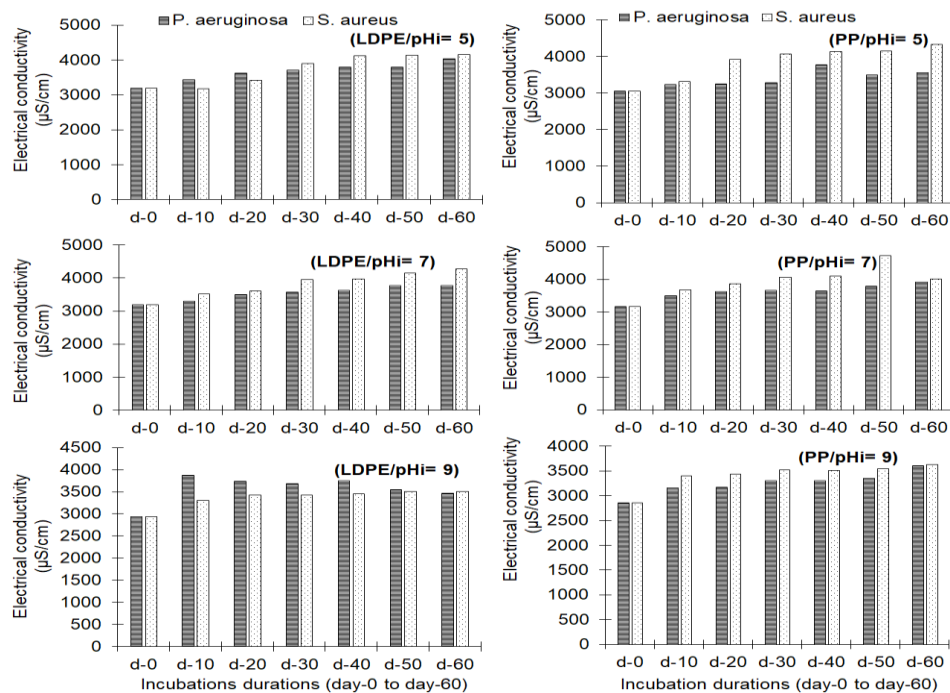 P. aeruginosa S. aureus
(LDPE/pHi= 5)
Electrical conductivity
(µS/cm)
5000
4000
3000
2000
1000
0
d-0 d-10 d-20 d-30 d-40 d-50 d-60
P. aeruginosa S. aureus
(PP/pHi= 5)
Electrical conductivity
(µS/cm)
5000
4000
3000
2000
1000
0
d-0 d-10 d-20 d-30 d-40 d-50 d-60
(LDPE/pHi= 7)
Electrical conductivity
(µS/cm)
5000
4000
3000
2000
1000
0
d-0 d-10 d-20 d-30 d-40 d-50 d-60
(PP/pHi= 7)
Electrical conductivity
(µS/cm)
5000
4000
3000
2000
1000
0
d-0 d-10 d-20 d-30 d-40 d-50 d-60
(LDPE/pHi= 9)
Electrical conductivity
(µS/cm)
4500
4000
3500
3000
2500
2000
1500
1000
500
0
d-0 d-10 d-20 d-30 d-40 d-50 d-60
Incubations durations (day-0 to day-60)
(PP/pHi= 9)
Electrical conductivity
(µS/cm)
4000
3500
3000
2500
2000
1500
1000
500
0
d-0 d-10 d-20 d-30 d-40 d-50 d-60
Incubation durations (day-0 to day-60)